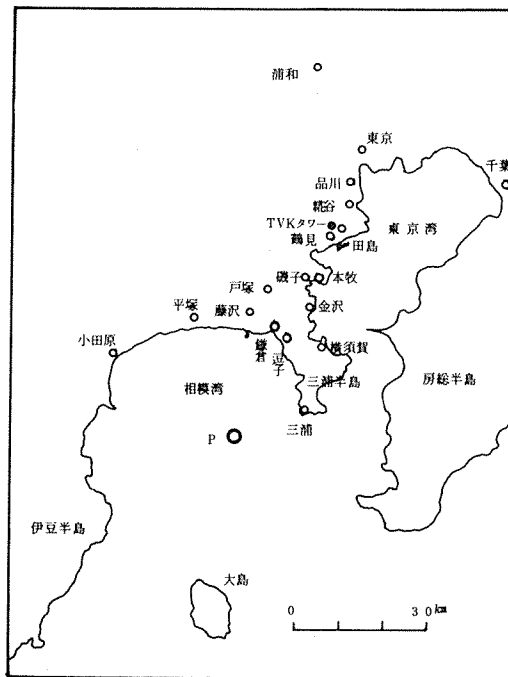 浦和
東京
千葉
品川
糀谷
TVKタワー
東京湾
鶴見
田島
磯子
本牧
戸塚
金沢
平塚
藤沢
小田原
鎌倉
逗子
横須賀
三浦半島
房総半島
相模湾
三浦
P
伊豆半島
大島
0 30㎞